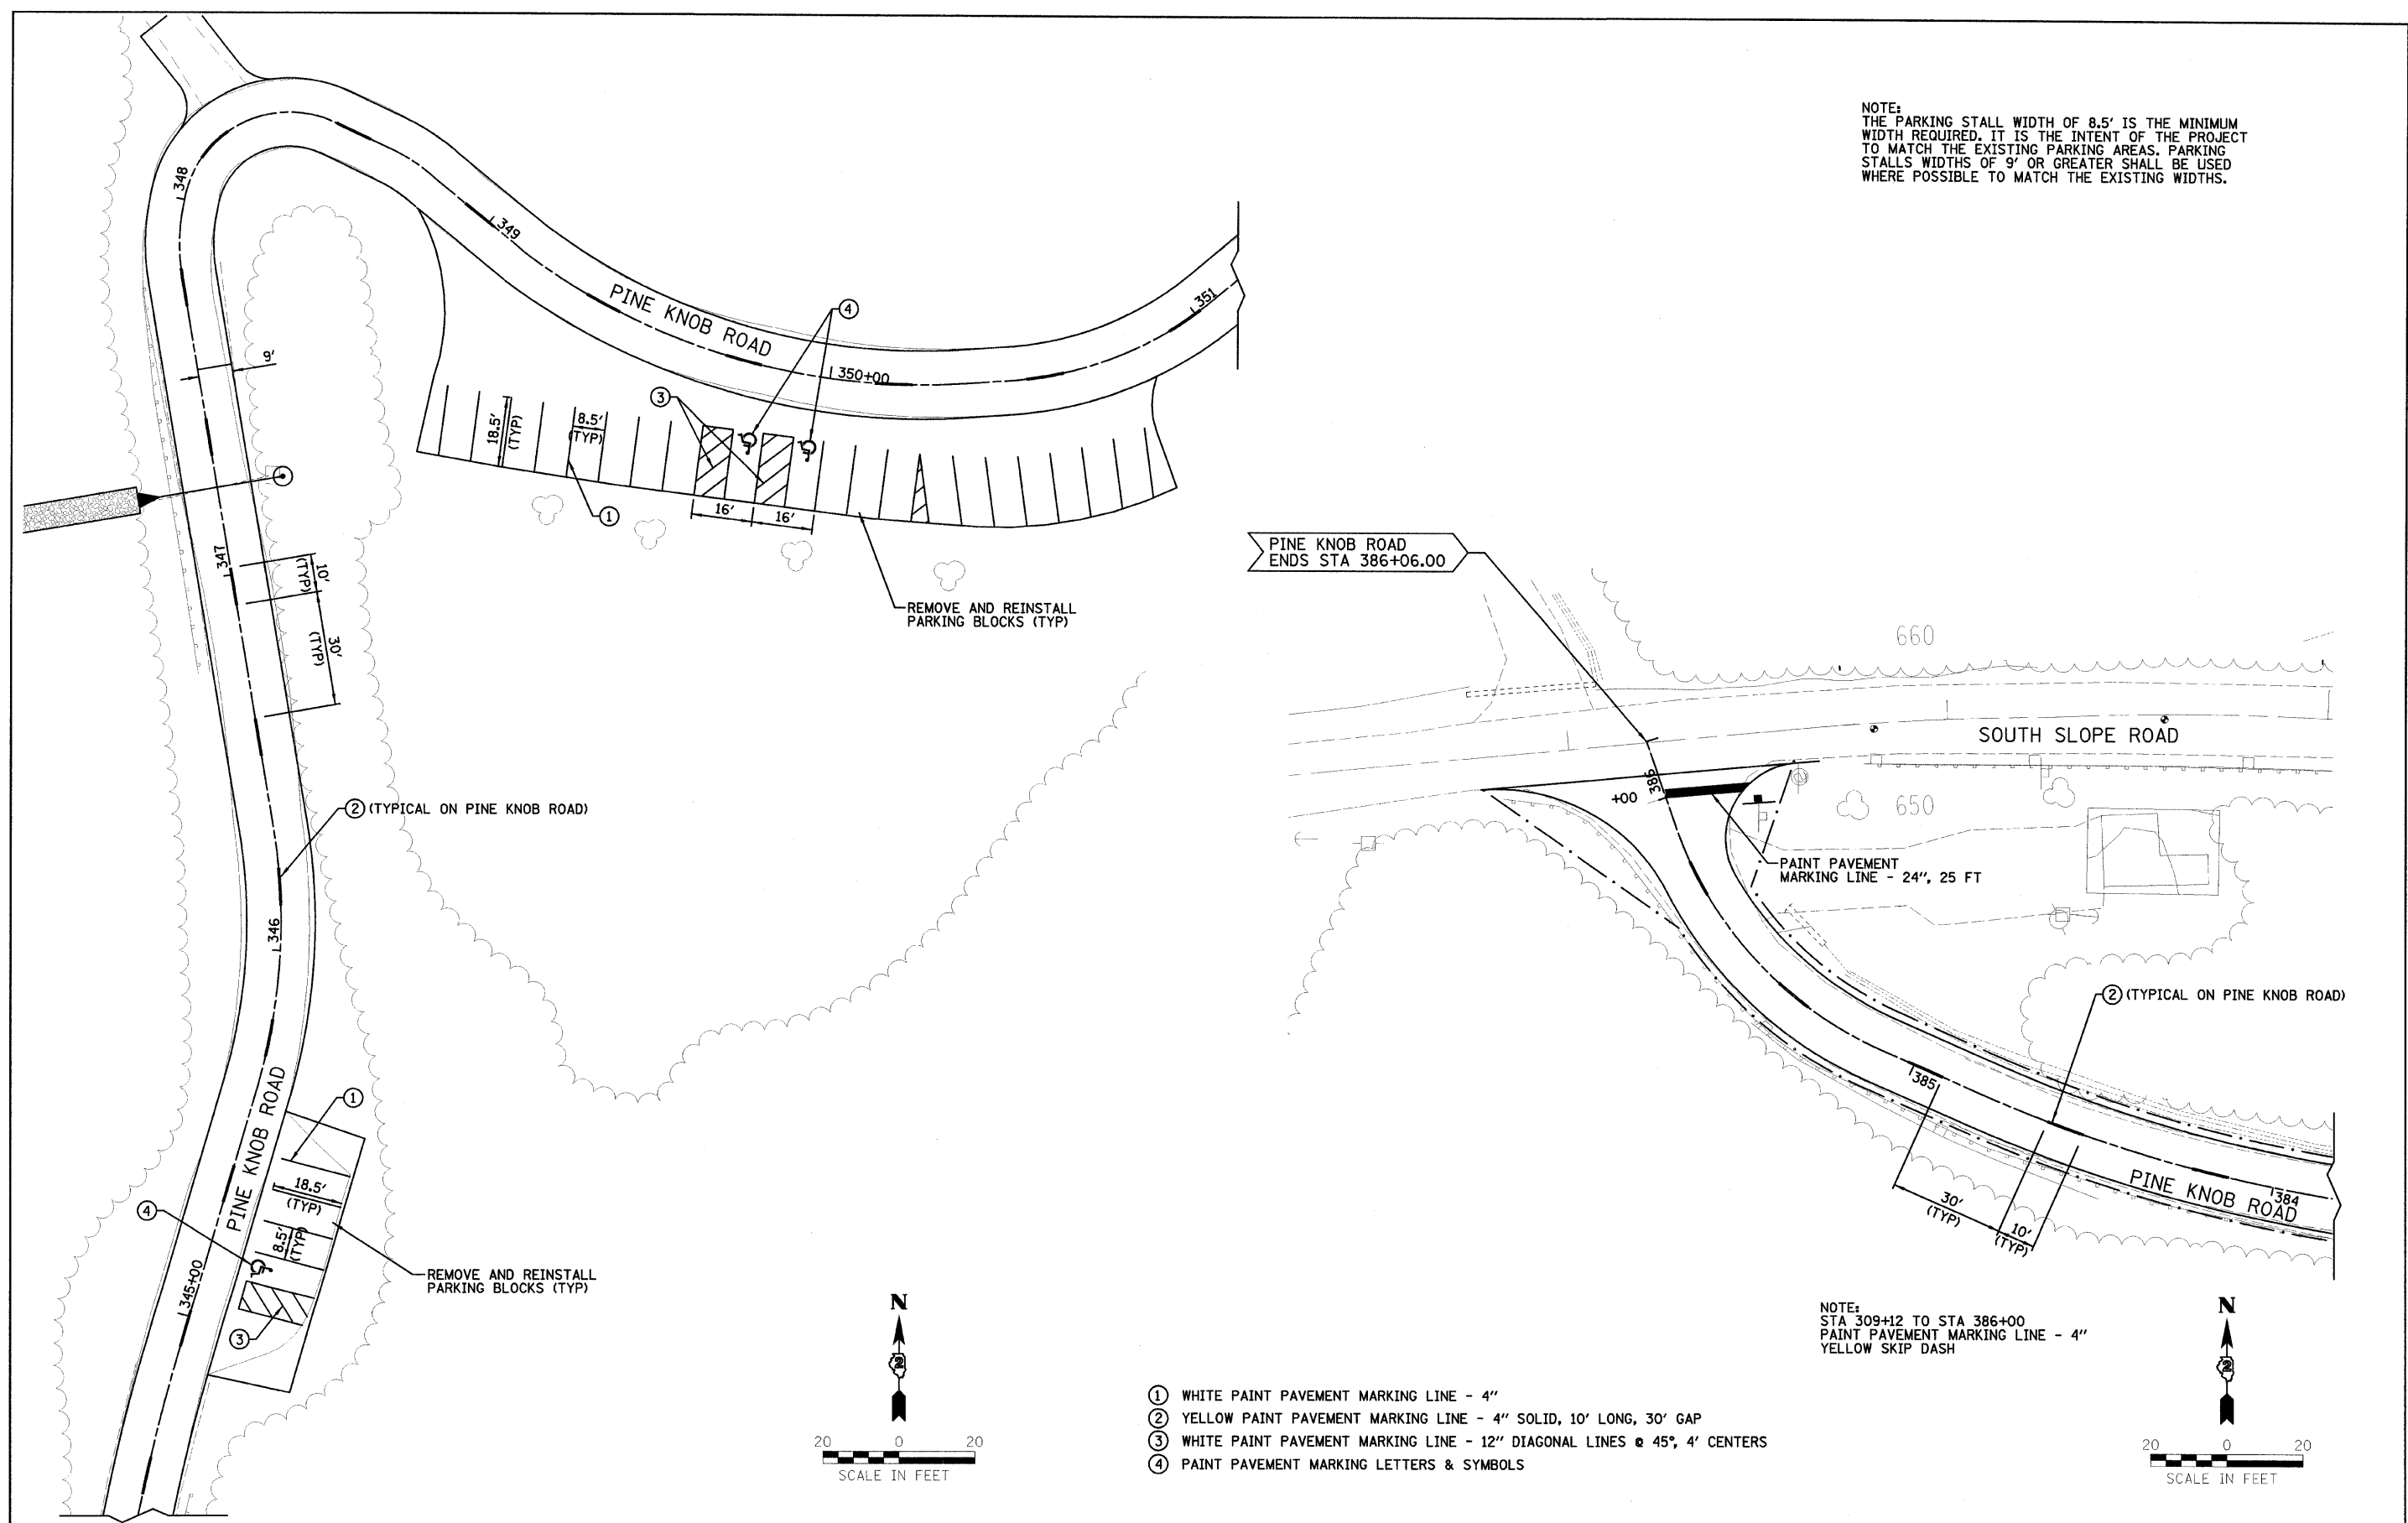 NOTE:
THE PARKING STALL WIDTH OF 8.5' IS THE MINIMUM
WIDTH REQUIRED. IT IS THE INTENT OF THE PROJECT
TO MATCH THE EXISTING PARKING AREAS. PARKING
STALLS WIDTHS OF 9' OR GREATER SHALL BE USED
WHERE POSSIBLE TO MATCH THE EXISTING WIDTHS.
348
349
PINE KNOB ROAD
351
350+00
4
3
9'
18.5'
(TYP)
8.5'
(TYP)
1
16'
16'
REMOVE AND REINSTALL
PARKING BLOCKS (TYP)
347
10'
(TYP)
30'
(TYP)
2 (TYPICAL ON PINE KNOB ROAD)
346
PINE KNOB ROAD
1
18.5'
(TYP)
8.5'
(TYP)
4
345+00
3
REMOVE AND REINSTALL
PARKING BLOCKS (TYP)
PINE KNOB ROAD
ENDS STA 386+06.00
660
SOUTH SLOPE ROAD
386
+00
650
PAINT PAVEMENT
MARKING LINE - 24", 25 FT
2 (TYPICAL ON PINE KNOB ROAD)
385
PINE KNOB ROAD
384
30'
(TYP)
10'
(TYP)
NOTE:
STA 309+12 TO STA 386+00
PAINT PAVEMENT MARKING LINE - 4"
YELLOW SKIP DASH
N
2
20 0 20
SCALE IN FEET
N
2
20 0 20
SCALE IN FEET
1 WHITE PAINT PAVEMENT MARKING LINE - 4"
2 YELLOW PAINT PAVEMENT MARKING LINE - 4" SOLID, 10' LONG, 30' GAP
3 WHITE PAINT PAVEMENT MARKING LINE - 12" DIAGONAL LINES @ 45°, 4' CENTERS
4 PAINT PAVEMENT MARKING LETTERS & SYMBOLS